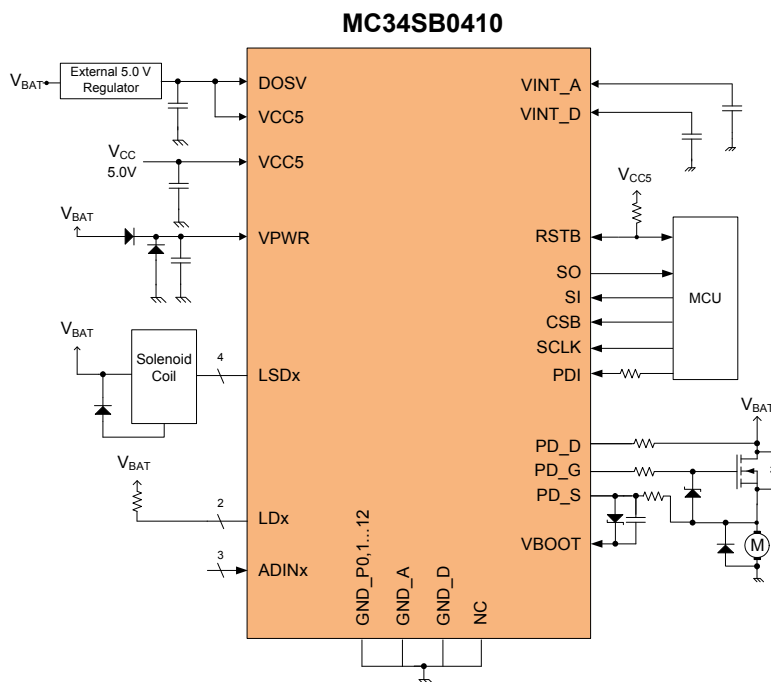 MC34SB0410
VBAT
External 5.0 V
Regulator
DOSV
VCC5
VCC
5.0V
VCC5
VBAT
VPWR
VBAT
Solenoid
Coil
4
LSDx
VBAT
2
LDx
3
ADINx
GND_P0,1...12
GND_A
GND_D
NC
VINT_A
VINT_D
VCC5
RSTB
SO
SI
CSB
SCLK
PDI
MCU
VBAT
PD_D
PD_G
PD_S
VBOOT
M